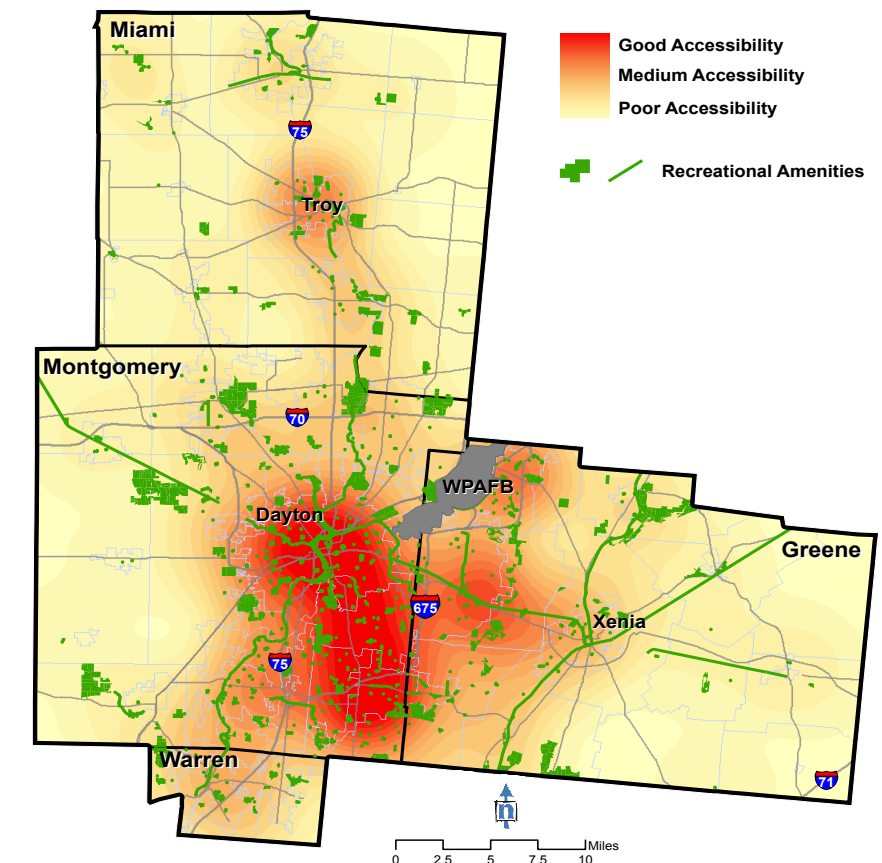 Miami
Good Accessibility
Medium Accessibility
Poor Accessibility
75
Recreational Amenities
Troy
Montgomery
70
WPAFB
Dayton
Greene
675
Xenia
75
Warren
71
n
Miles
0 2.5 5 7.5 10